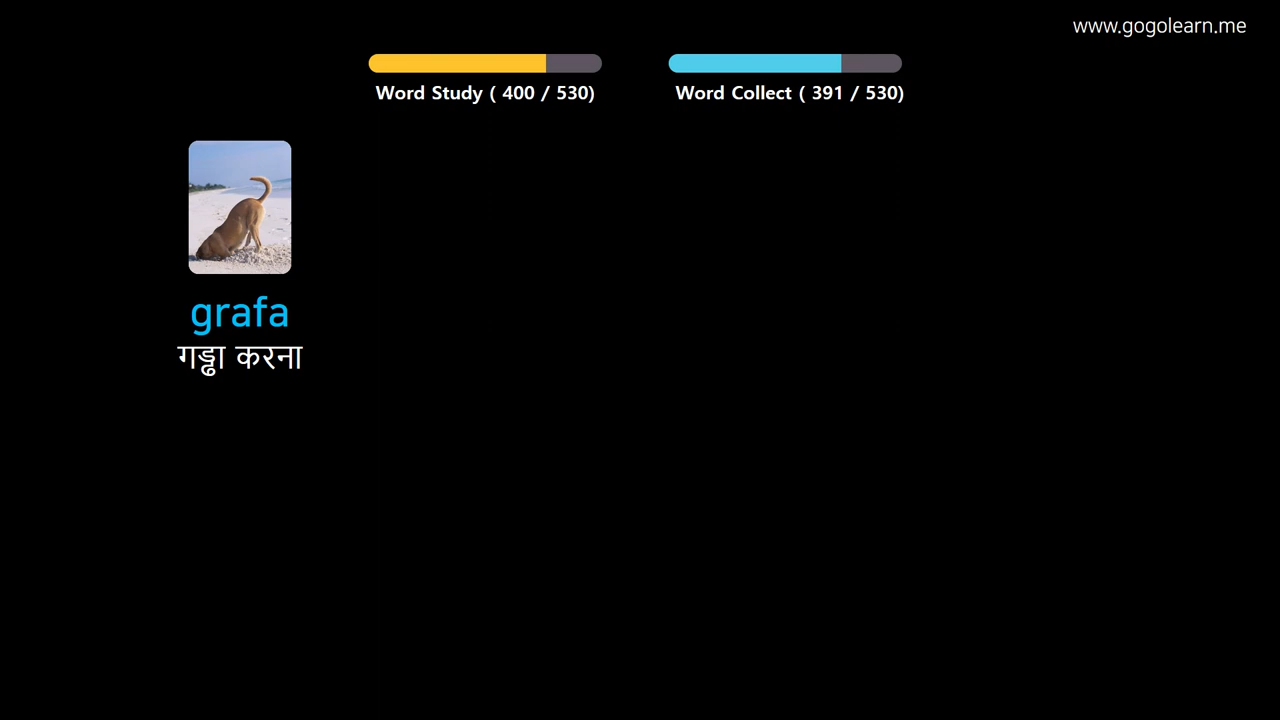 www.gogolearn.me
Word Study ( 400 / 530)
Word Collect ( 391 / 530)
grafa
गड्ढा करना